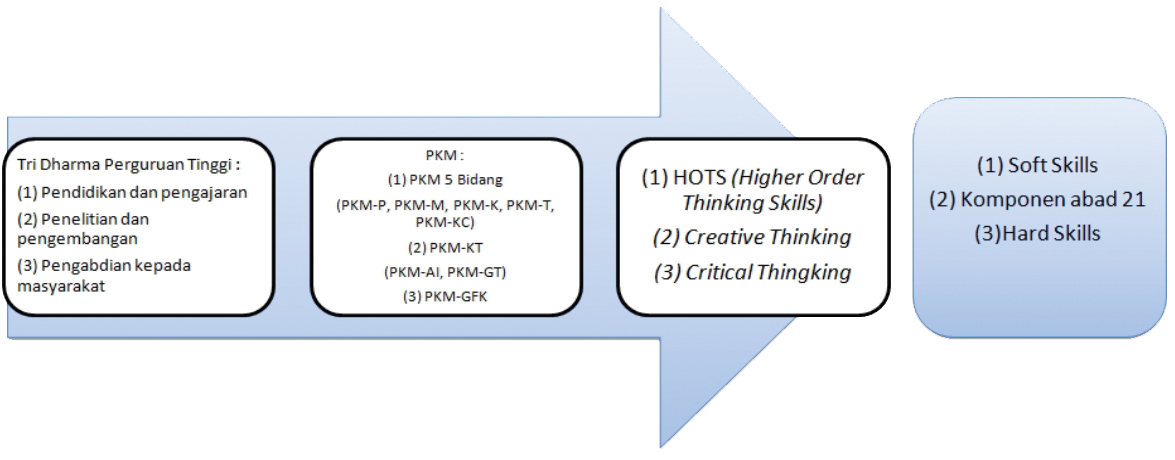 Tri Dharma Perguruan Tinggi :
(1) Pendidikan dan pengajaran
(2) Penelitian dan
pengembangan
(3) Pengabdian kepada
masyarakat
PKM :
(1) PKM 5 Bidang
(PKM-P, PKM-M, PKM-K, PKM-T,
PKM-KC)
(2) PKM-KT
(PKM-AI, PKM-GT)
(3) PKM-GFK
(1) HOTS (Higher Order
Thinking Skills)
(2) Creative Thinking
(3) Critical Thingking
(1) Soft Skills
(2) Komponen abad 21
(3)Hard Skills